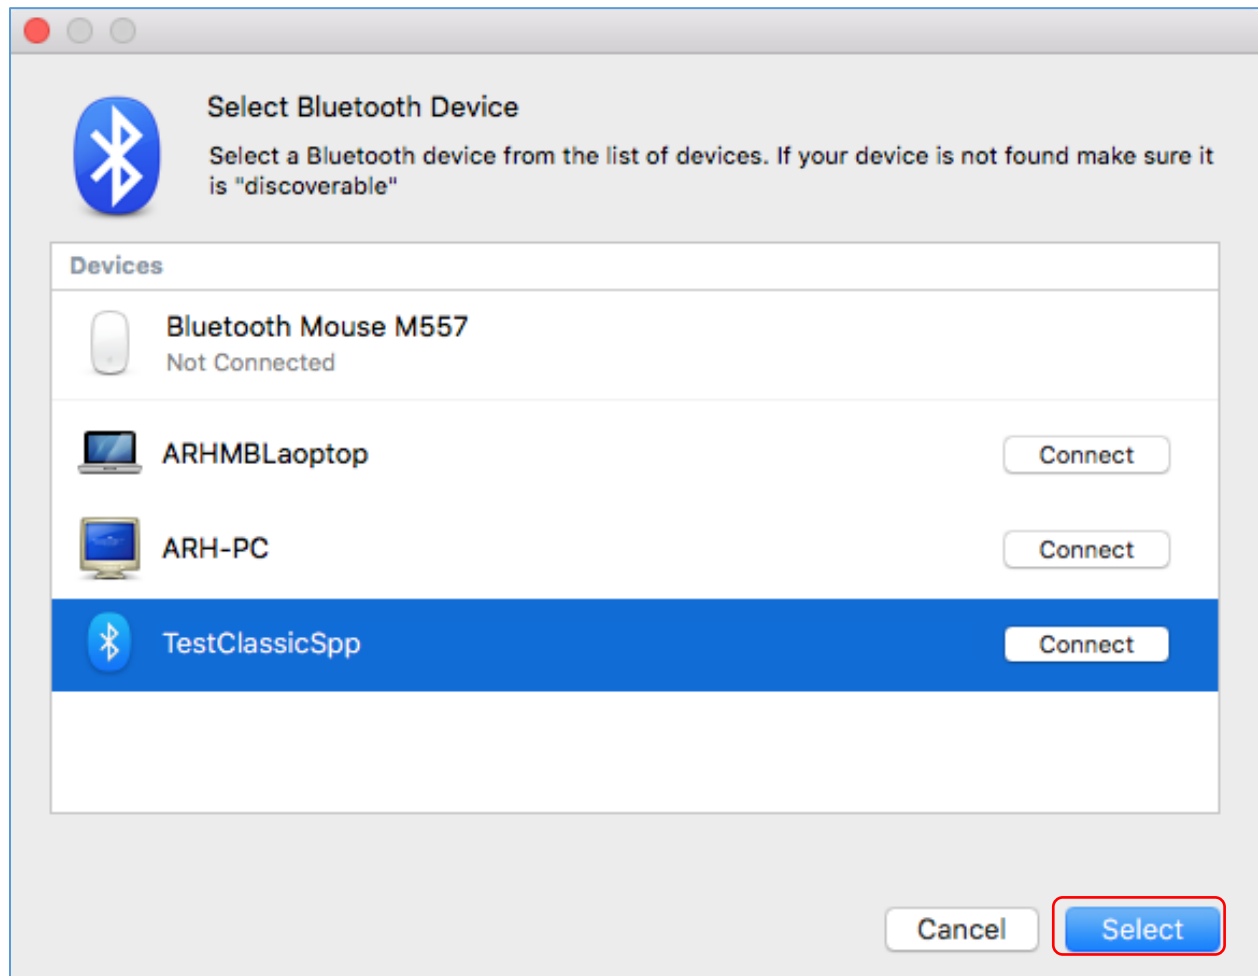 Select Bluetooth Device
Select a Bluetooth device from the list of devices. If your device is not found make sure it
is "discoverable"
Devices
Bluetooth Mouse M557
Not Connected
ARHMBLaoptop
Connect
ARH-PC
Connect
TestClassicSpp
Connect
Cancel
Select